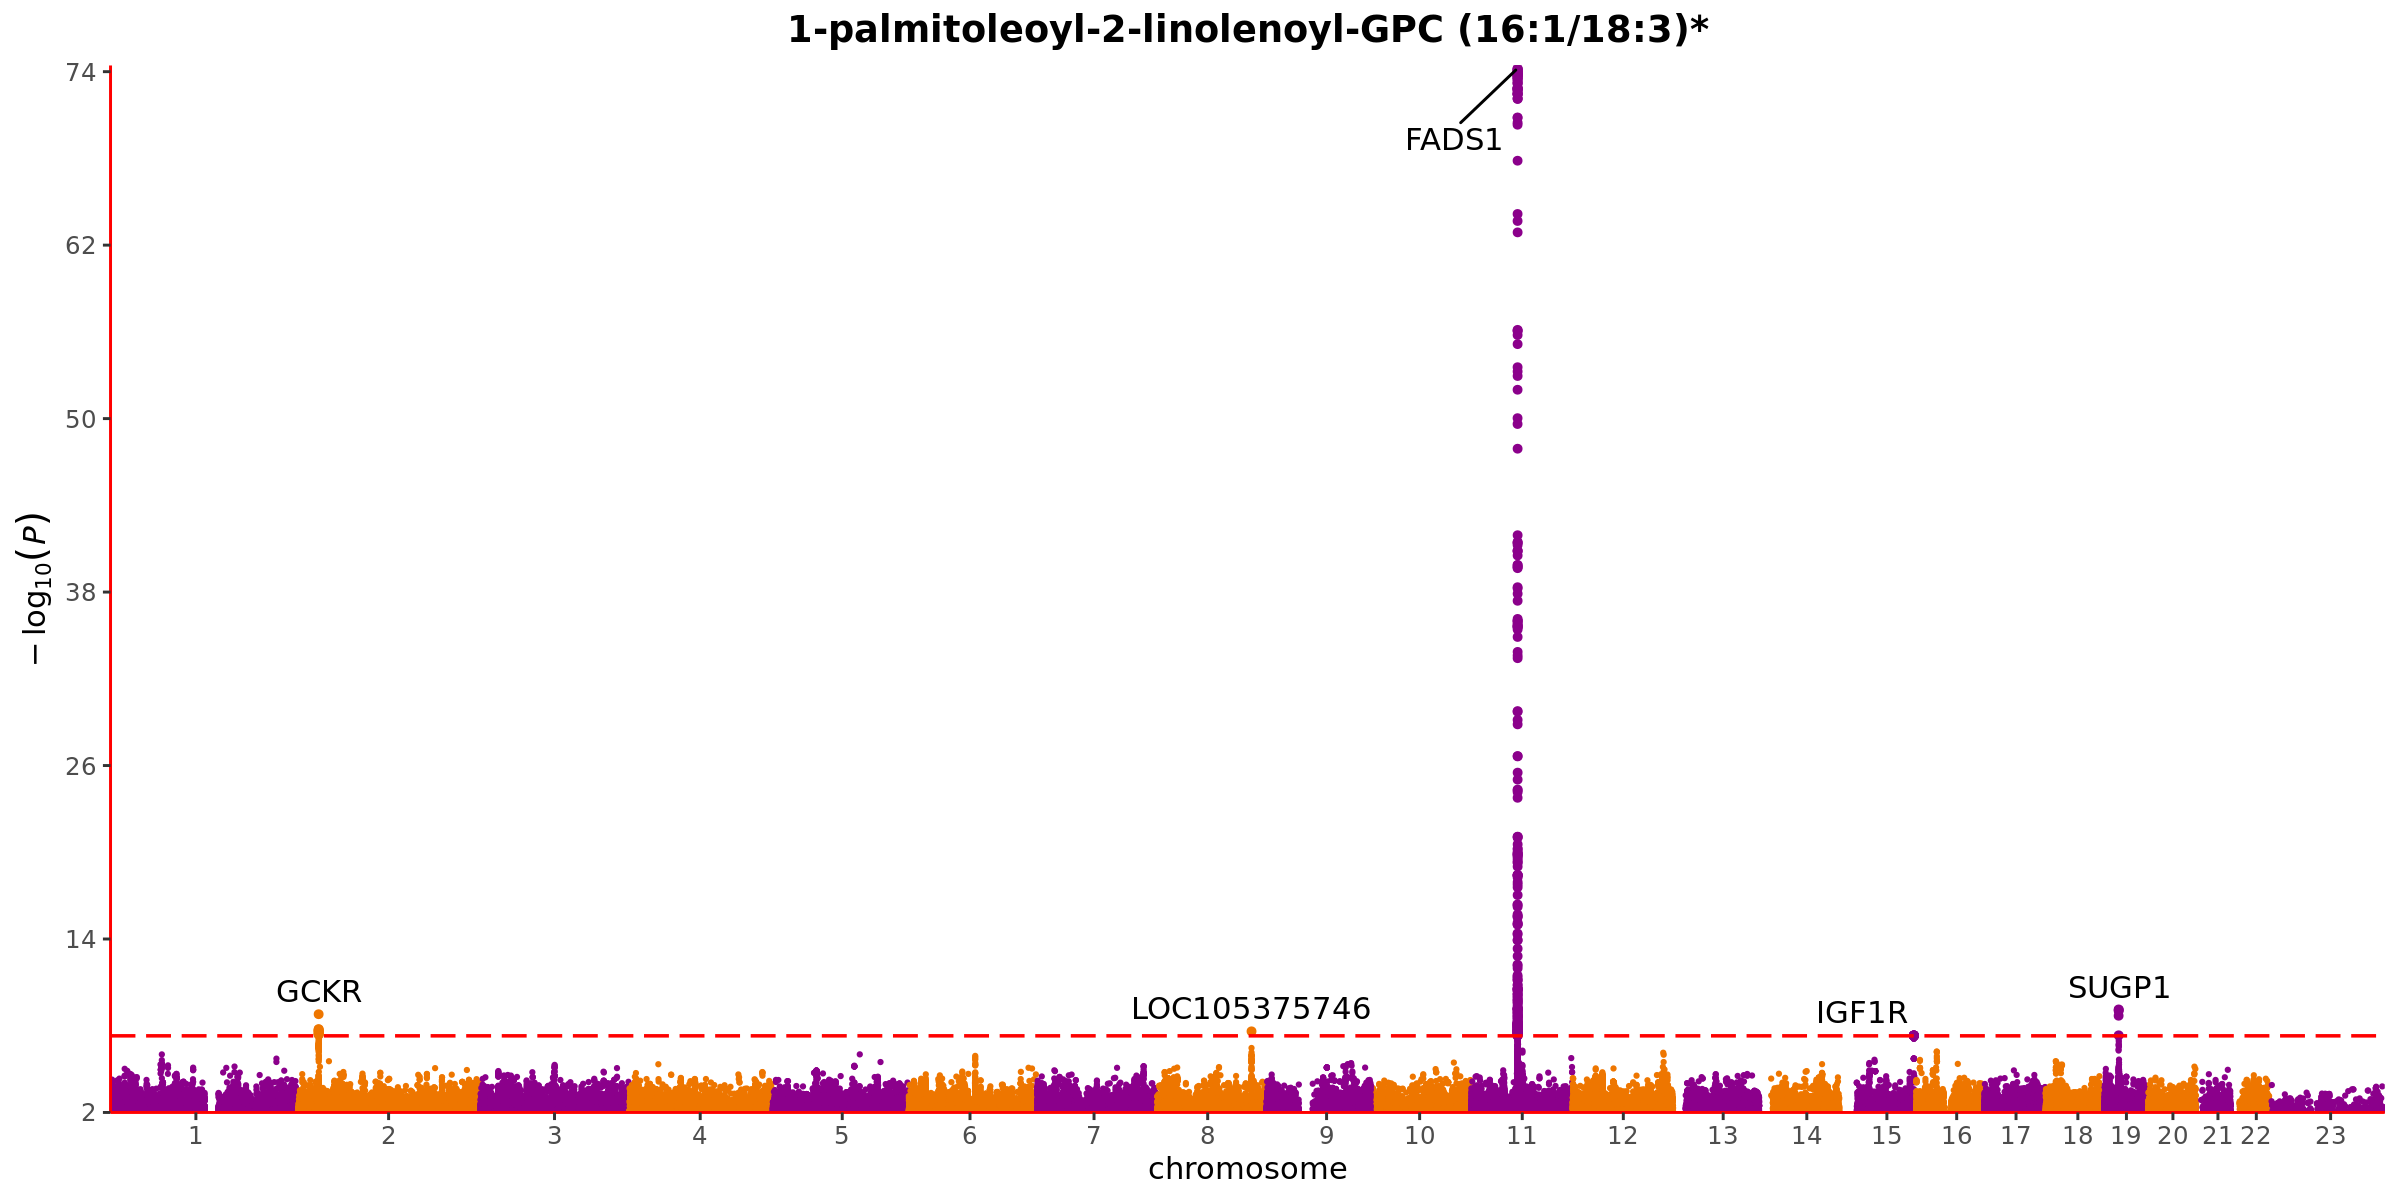 1-palmitoleoyl-2-linolenoyl-GPC (16:1/18:3)*
74
62
50
38
26
14
2
− log10(P)
FADS1
GCKR
LOC105375746
IGF1R
SUGP1
1 2 3 4 5 6 7 8 9 10 11 12 13 14 15 16 17 18 19 20 21 22 23
chromosome